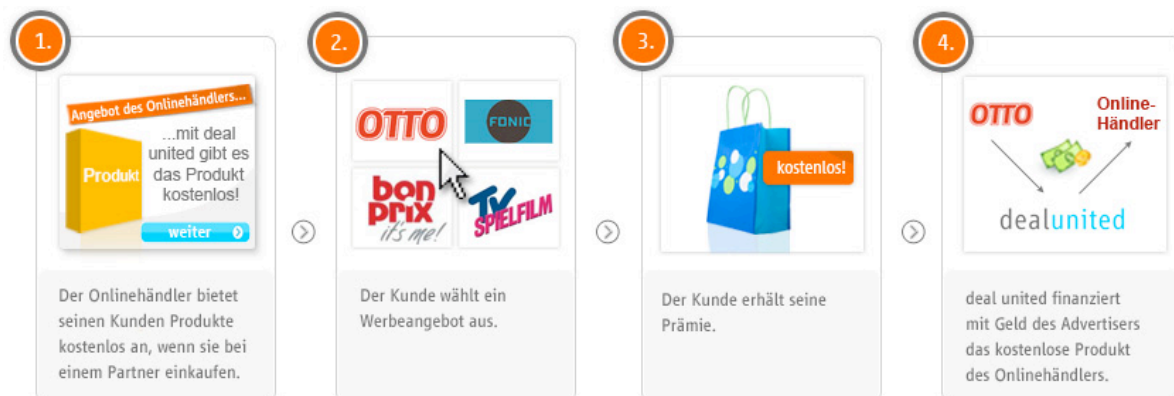 1.
Angebot des Onlinehändlers...
...mit deal
united gibt es
das Produkt
kostenlos!
Produkt
weiter
Der Onlinehändler bietet
seinen Kunden Produkte
kostenlos an, wenn sie bei
einem Partner einkaufen.
2.
OTTO
FONIC
bon
prix
it's me!
TV
SPIELFILM
Der Kunde wählt ein
Werbeangebot aus.
3.
kostenlos!
Der Kunde erhält seine
Prämie.
4.
OTTO
Online-
Händler
dealunited
deal united finanziert
mit Geld des Advertisers
das kostenlose Produkt
des Onlinehändlers.